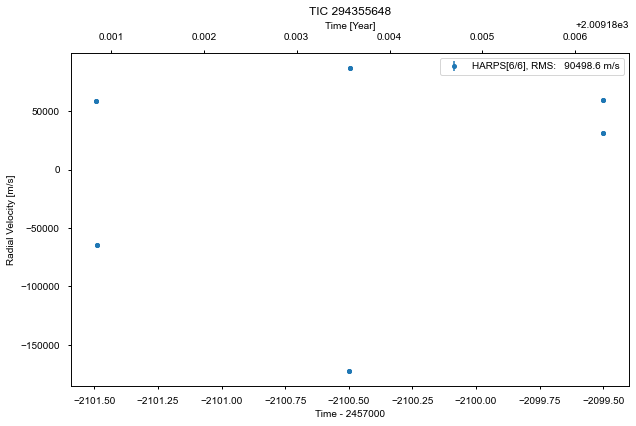 TIC 294355648
Time [Year]
+2.00918e3
0.001 0.002 0.003 0.004 0.005 0.006
HARPS[6/6], RMS: 90498.6 m/s
Radial Velocity [m/s]
50000
0
−50000
−100000
−150000
−2101.50 −2101.25 −2101.00 −2100.75 −2100.50 −2100.25 −2100.00 −2099.75 −2099.50
Time - 2457000